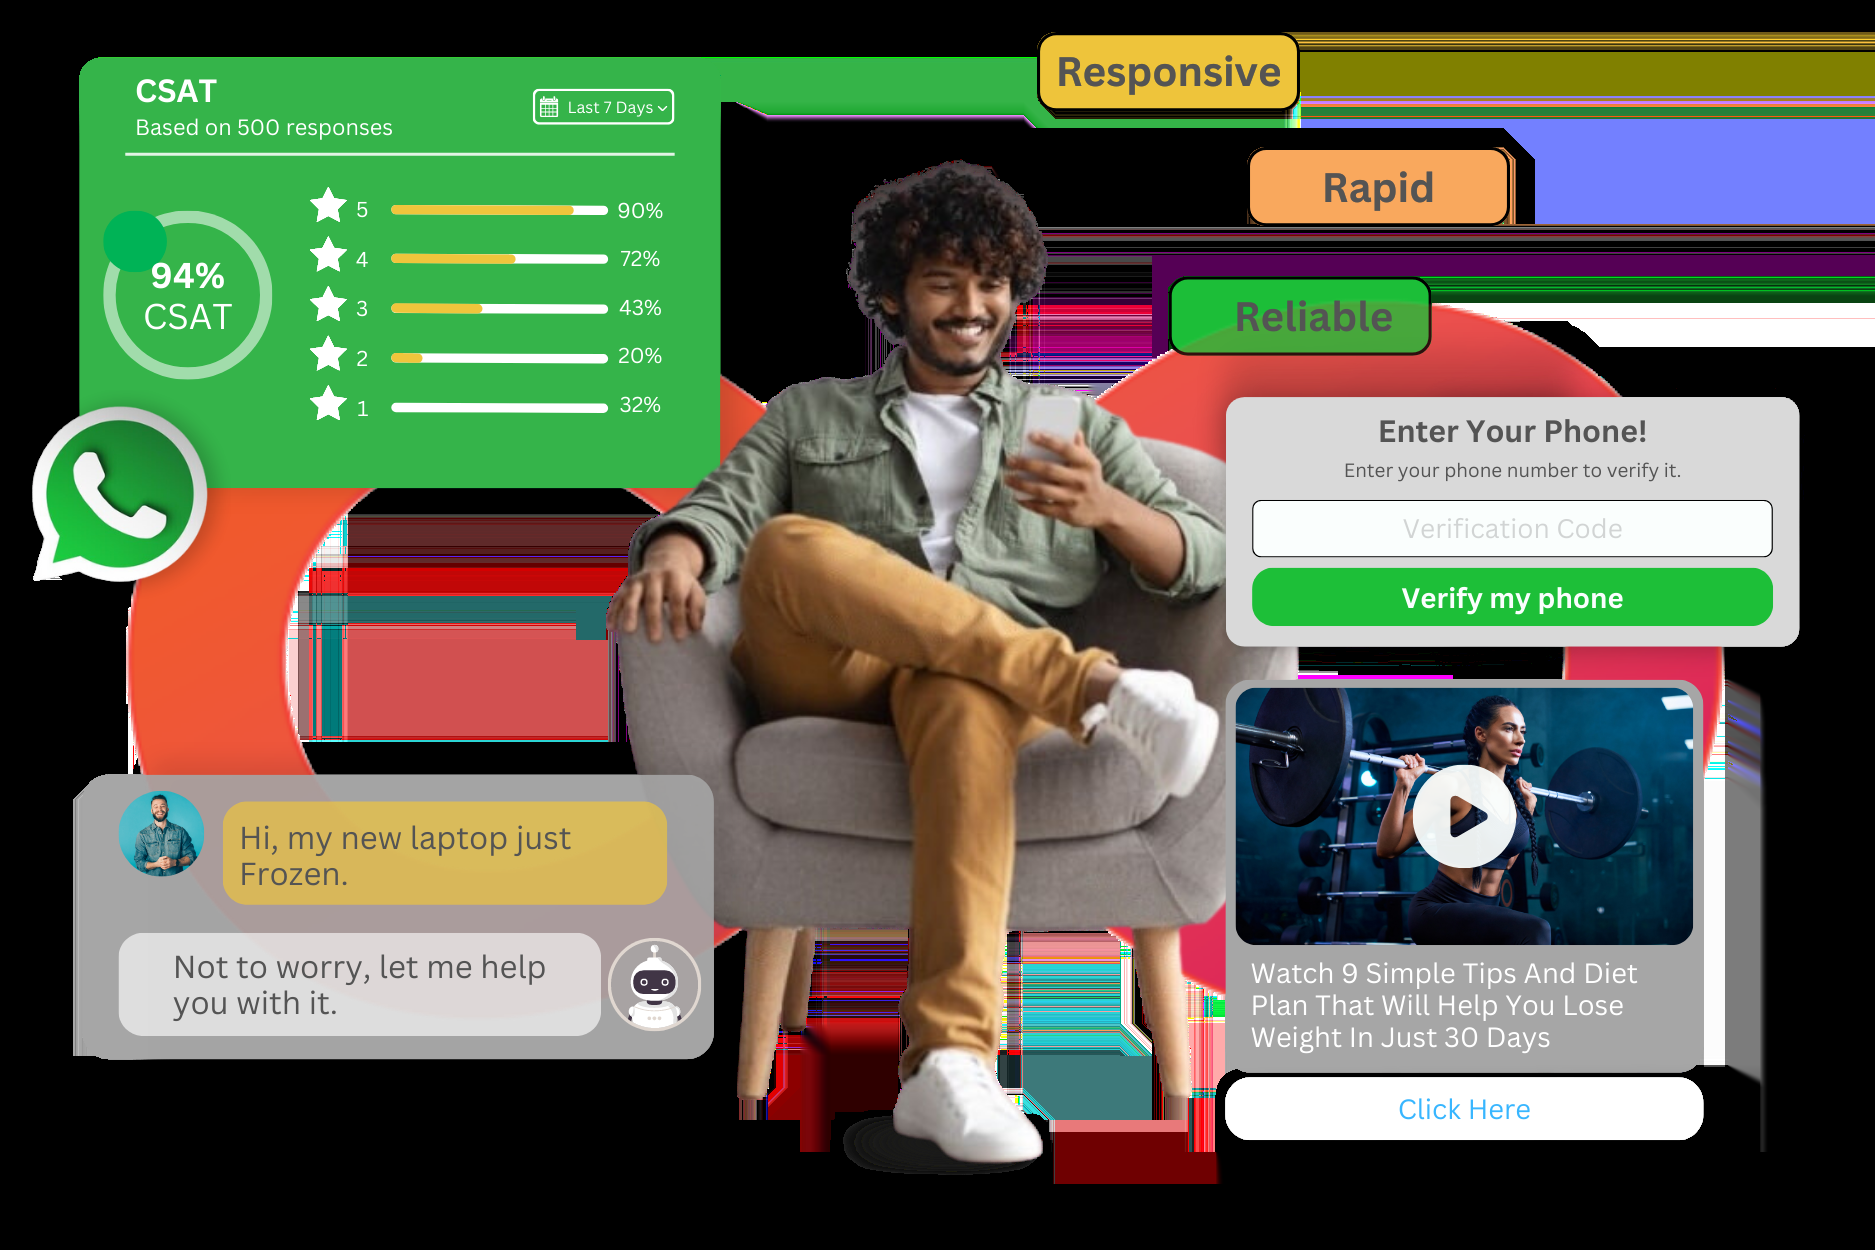 CSAT
Based on 500 responses
Last 7 Days
94%
CSAT
5 90%
4 72%
3 43%
2 20%
1 32%
Responsive
Rapid
Reliable
Enter Your Phone!
Enter your phone number to verify it.
Verification Code
Verify my phone
Hi, my new laptop just
Frozen.
Not to worry, let me help
you with it.
Watch 9 Simple Tips And Diet
Plan That Will Help You Lose
Weight In Just 30 Days
Click Here